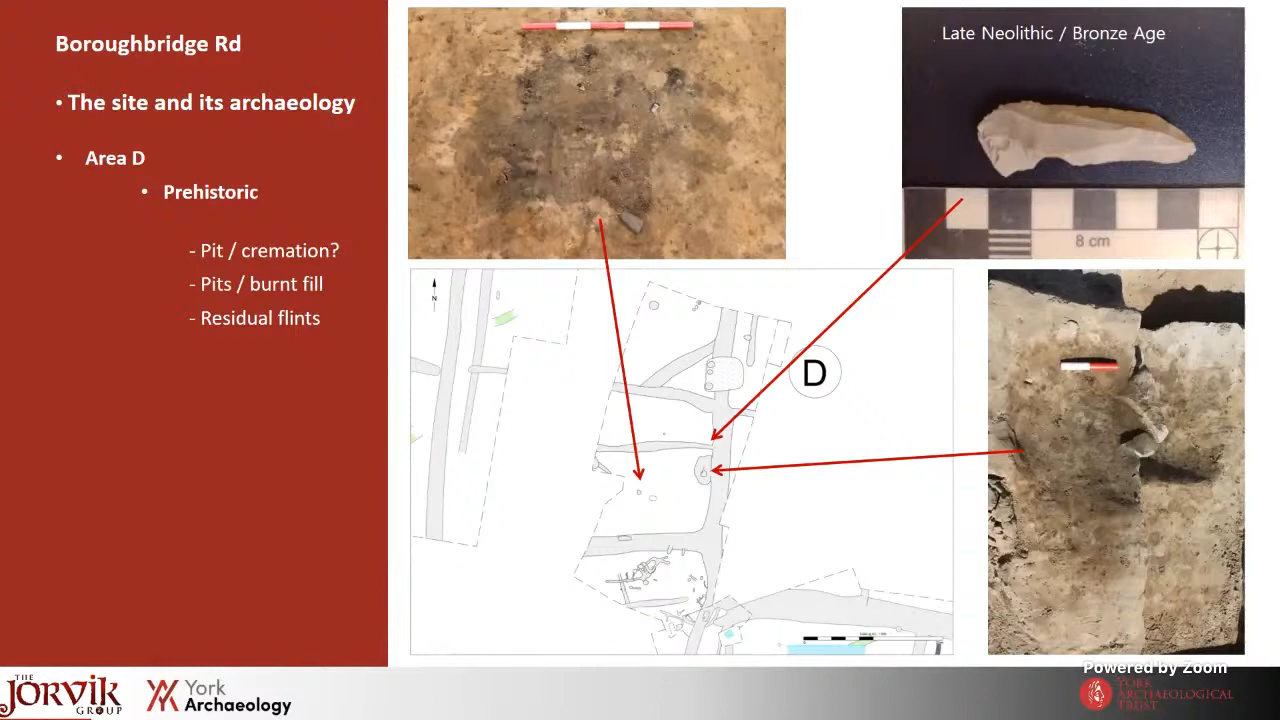 Boroughbridge Rd
• The site and its archaeology
• Area D
• Prehistoric
- Pit / cremation?
- Pits / burnt fill
- Residual flints
Late Neolithic / Bronze Age
8 cm
N
D
Powered by Zoom
THE
JORVIK
GROUP
York
Archaeology
YORK
ARCHAEOLOGICAL
TRUST